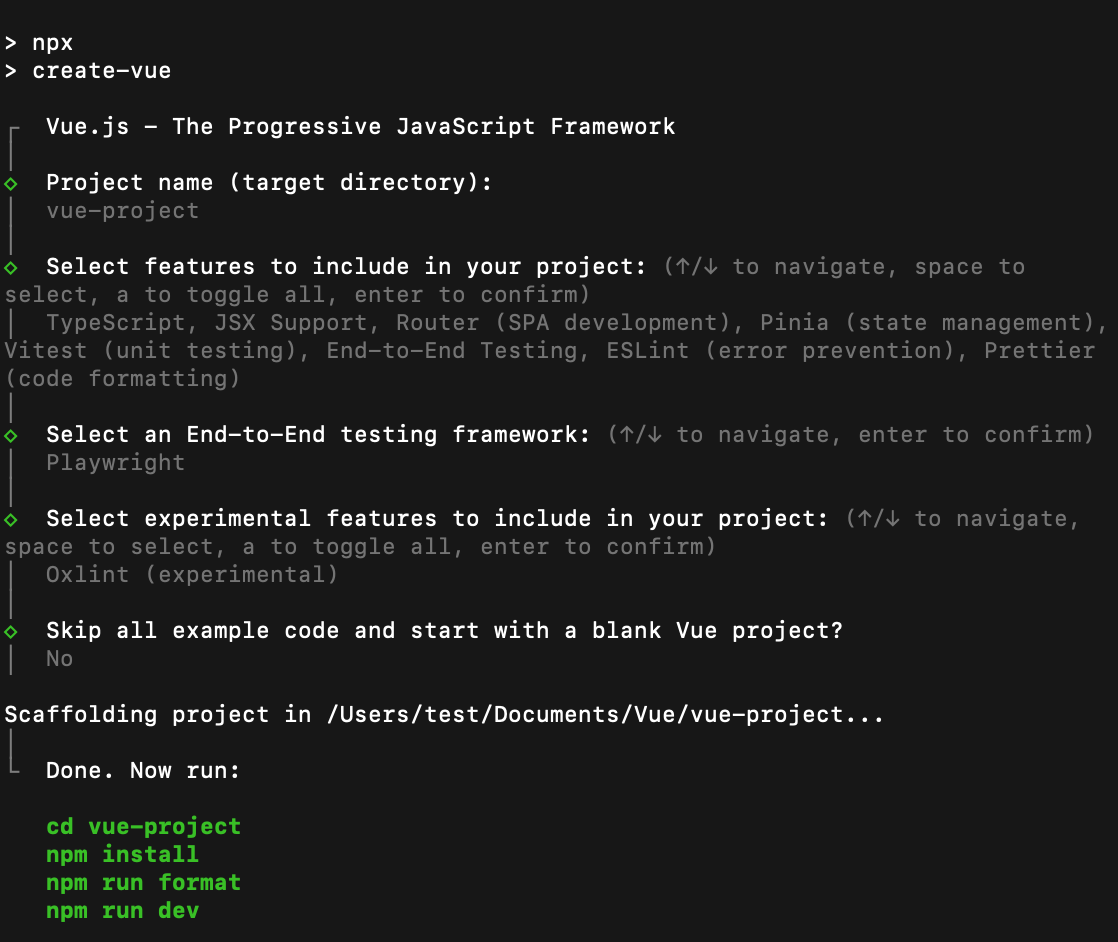 > npx
> create-vue
Vue.js – The Progressive JavaScript Framework
Project name (target directory):
vue-project
Select features to include in your project: (↑/↓ to navigate, space to
select, a to toggle all, enter to confirm)
TypeScript, JSX Support, Router (SPA development), Pinia (state management),
Vitest (unit testing), End-to-End Testing, ESLint (error prevention), Prettier
(code formatting)
Select an End-to-End testing framework: (↑/↓ to navigate, enter to confirm)
Playwright
Select experimental features to include in your project: (↑/↓ to navigate,
space to select, a to toggle all, enter to confirm)
Oxlint (experimental)
Skip all example code and start with a blank Vue project?
No
Scaffolding project in /Users/test/Documents/Vue/vue-project...
Done. Now run:
cd vue-project
npm install
npm run format
npm run dev